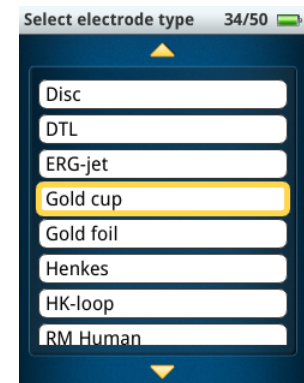 Select electrode type 34/50
Disc
DTL
ERG-jet
Gold cup
Gold foil
Henkes
HK-loop
RM Human